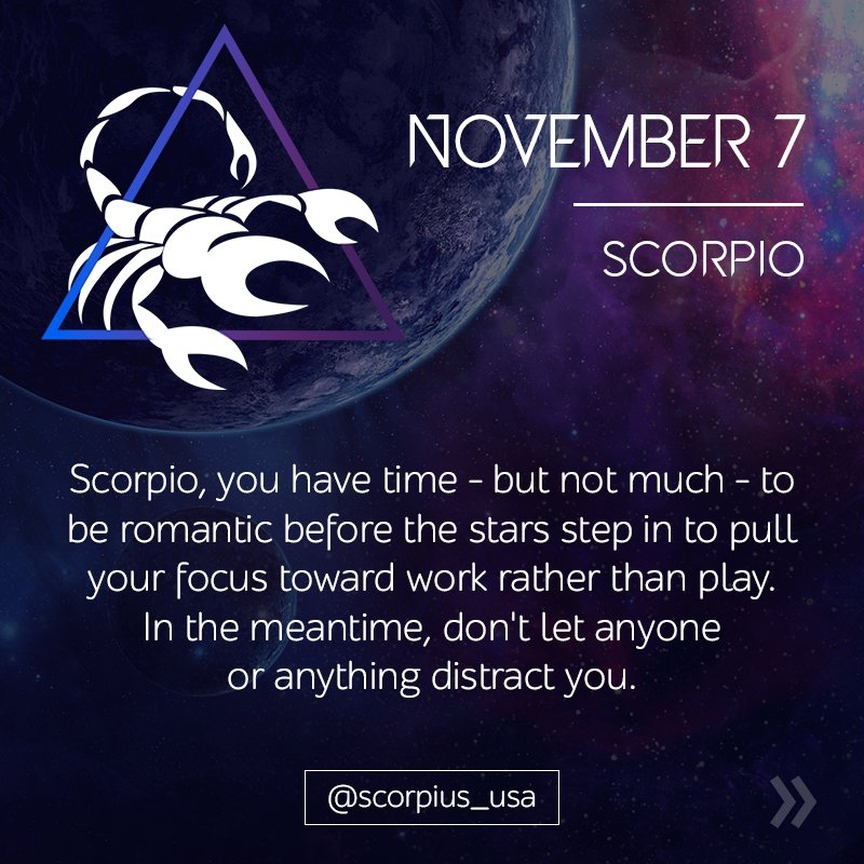 NOVEMBER 7
SCORPIO
Scorpio, you have time - but not much - to
be romantic before the stars step in to pull
your focus toward work rather than play.
In the meantime, don't let anyone
or anything distract you.
@scorpius_usa